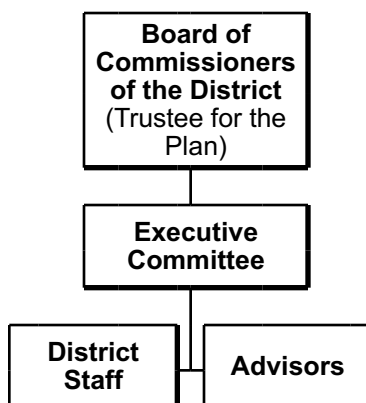 Board of
Commissioners
of the District
(Trustee for the
Plan)
Executive
Committee
District
Staff
Advisors